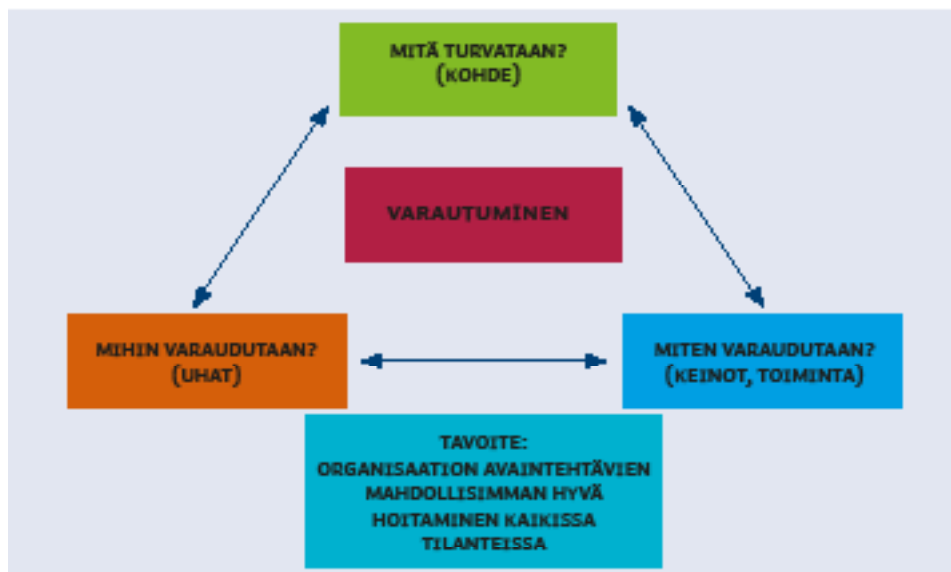 MITÄ TURVATAAN?
(KOHDE)
VARAUTUMINEN
MIHIN VARAUDUTAAN?
(UHAT)
MITEN VARAUDUTAAN?
(KEINOT, TOIMINTA)
TAVOITE:
ORGANISAATION AVAINTEHTÄVIEN
MAHDOLLISIMMAN HYVÄ
HOITAMINEN KAIKISSA
TILANTEISSA